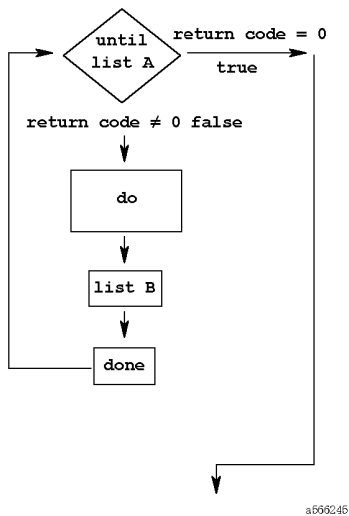 until
list A
return code = 0
true
return code ≠ 0 false
do
list B
done
a566245